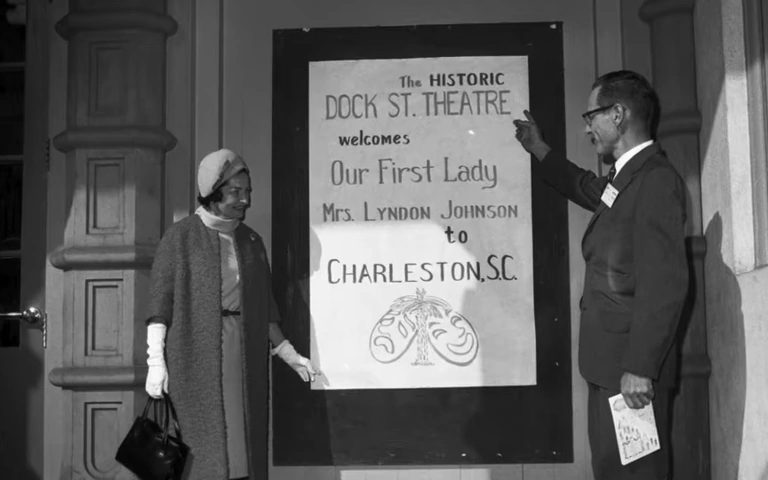 The HISTORIC
DOCK ST. THEATRE
welcomes
Our First Lady
Mrs. LYNDON JOHNSON
to
CHARLESTON, S.C.